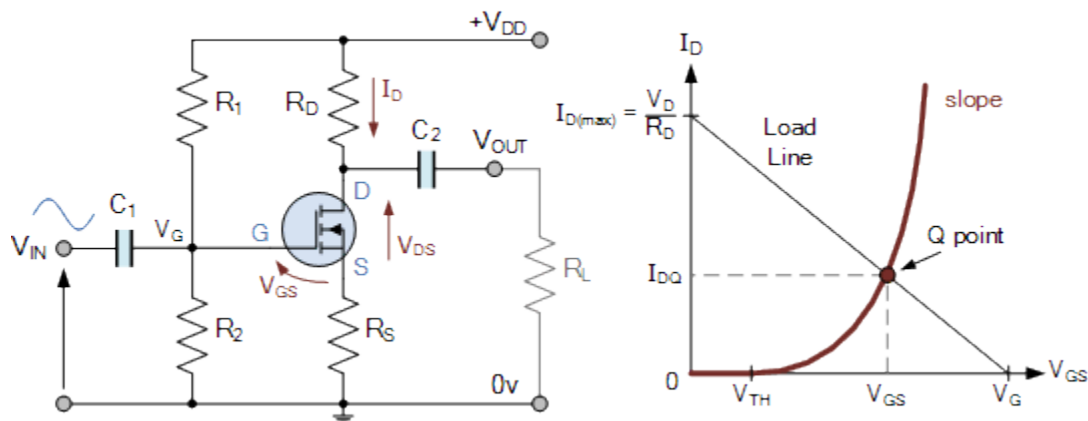 +VDD
R1
RD
ID
C2
VOUT
C1
VIN
VG
G
D
S
VDS
VGS
RL
R2
RS
0v
ID
ID(max) = VD
RD
slope
Load
Line
Q point
IDQ
0
VTH
VGS
VG
VGS